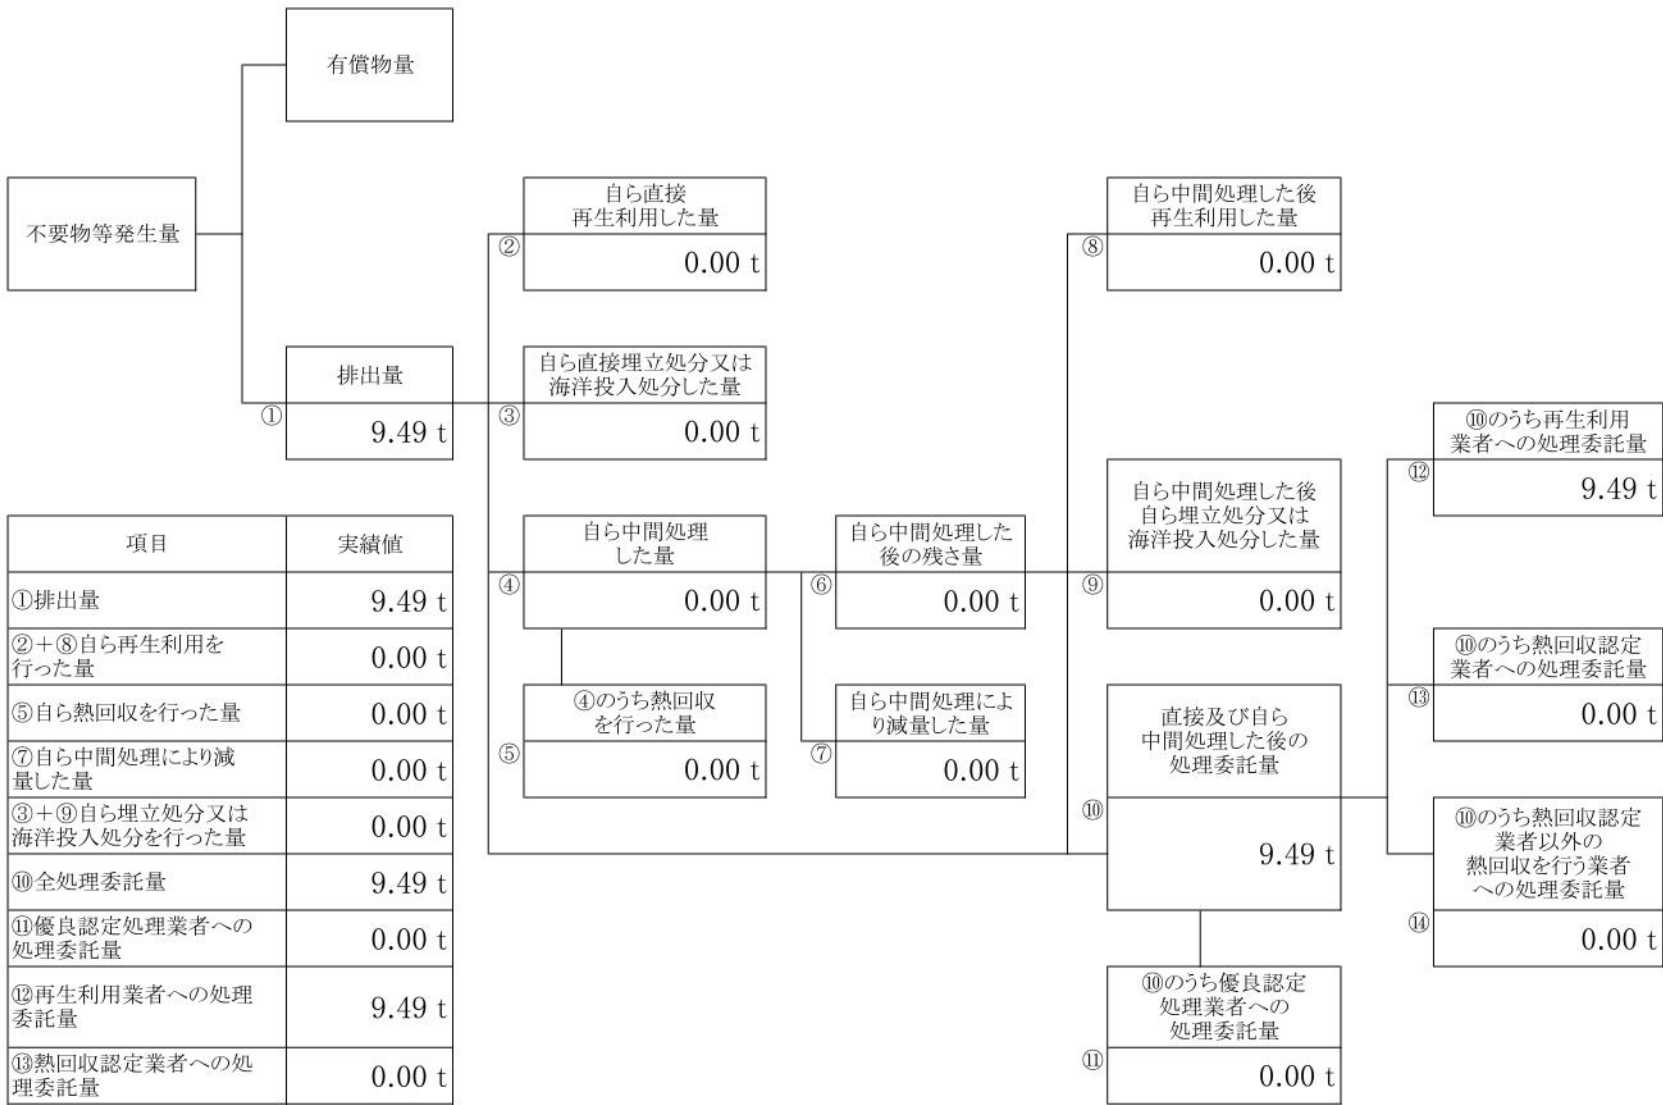 有償物量
不要物等発生量
自ら直接
再生利用した量
②
0.00 t
自ら中間処理した後
再生利用した量
⑧
0.00 t
排出量
①
9.49 t
自ら直接埋立処分又は
海洋投入処分した量
③
0.00 t
⑩のうち再生利用
業者への処理委託量
⑫
9.49 t
自ら中間処理した後
自ら埋立処分又は
海洋投入処分した量
⑨
0.00 t
自ら中間処理
した量
④
0.00 t
自ら中間処理した
後の残さ量
⑥
0.00 t
⑩のうち熱回収認定
業者への処理委託量
⑬
0.00 t
④のうち熱回収
を行った量
⑤
0.00 t
自ら中間処理によ
り減量した量
⑦
0.00 t
直接及び自ら
中間処理した後の
処理委託量
⑩
9.49 t
⑩のうち熱回収認定
業者以外の
熱回収を行う業者
への処理委託量
⑭
0.00 t
⑩のうち優良認定
処理業者への
処理委託量
⑪
0.00 t
項目 実績値
①排出量 9.49 t
②＋⑧自ら再生利用を
行った量 0.00 t
⑤自ら熱回収を行った量 0.00 t
⑦自ら中間処理により減
量した量 0.00 t
③＋⑨自ら埋立処分又は
海洋投入処分を行った量 0.00 t
⑩全処理委託量 9.49 t
⑪優良認定処理業者への
処理委託量 0.00 t
⑫再生利用業者への処理
委託量 9.49 t
⑬熱回収認定業者への処
理委託量 0.00 t